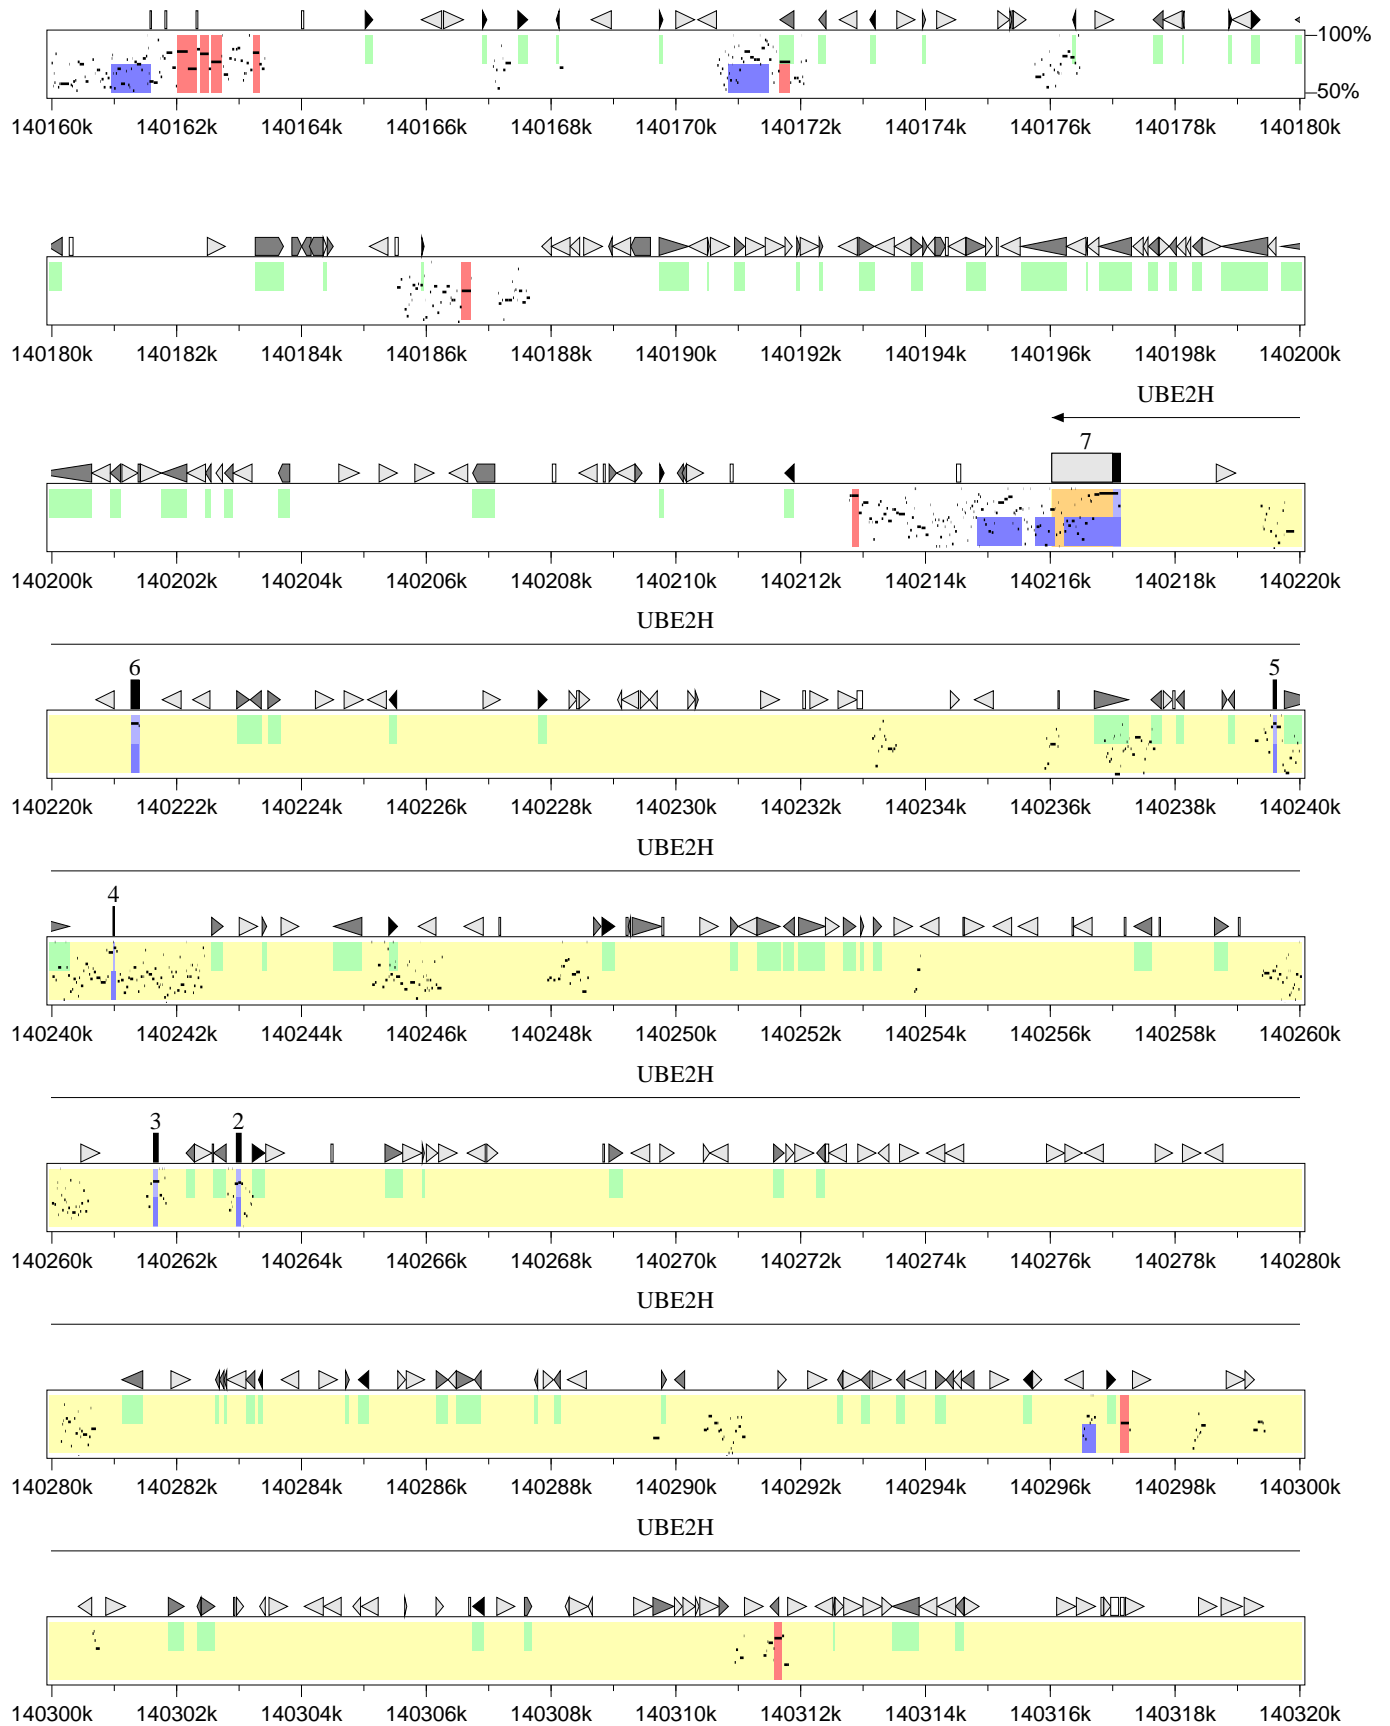 100%
50%
140160k 140162k 140164k 140166k 140168k 140170k 140172k 140174k 140176k 140178k 140180k
140180k 140182k 140184k 140186k 140188k 140190k 140192k 140194k 140196k 140198k 140200k
UBE2H
7
140200k 140202k 140204k 140206k 140208k 140210k 140212k 140214k 140216k 140218k 140220k
UBE2H
6 5
140220k 140222k 140224k 140226k 140228k 140230k 140232k 140234k 140236k 140238k 140240k
UBE2H
4
140240k 140242k 140244k 140246k 140248k 140250k 140252k 140254k 140256k 140258k 140260k
UBE2H
3 2
140260k 140262k 140264k 140266k 140268k 140270k 140272k 140274k 140276k 140278k 140280k
UBE2H
140280k 140282k 140284k 140286k 140288k 140290k 140292k 140294k 140296k 140298k 140300k
UBE2H
140300k 140302k 140304k 140306k 140308k 140310k 140312k 140314k 140316k 140318k 140320k